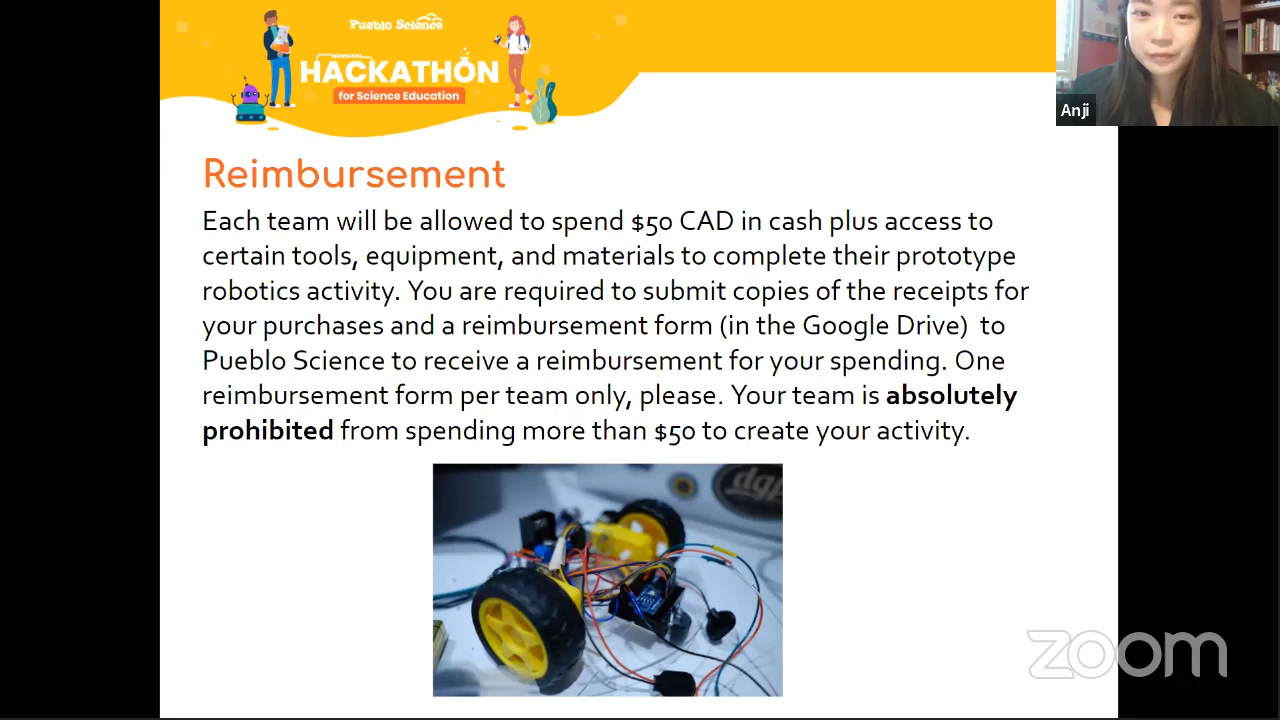 Pueblo Science
HACKATHON
for Science Education
Anji
Reimbursement
Each team will be allowed to spend $50 CAD in cash plus access to
certain tools, equipment, and materials to complete their prototype
robotics activity. You are required to submit copies of the receipts for
your purchases and a reimbursement form (in the Google Drive) to
Pueblo Science to receive a reimbursement for your spending. One
reimbursement form per team only, please. Your team is absolutely
prohibited from spending more than $50 to create your activity.
zoom